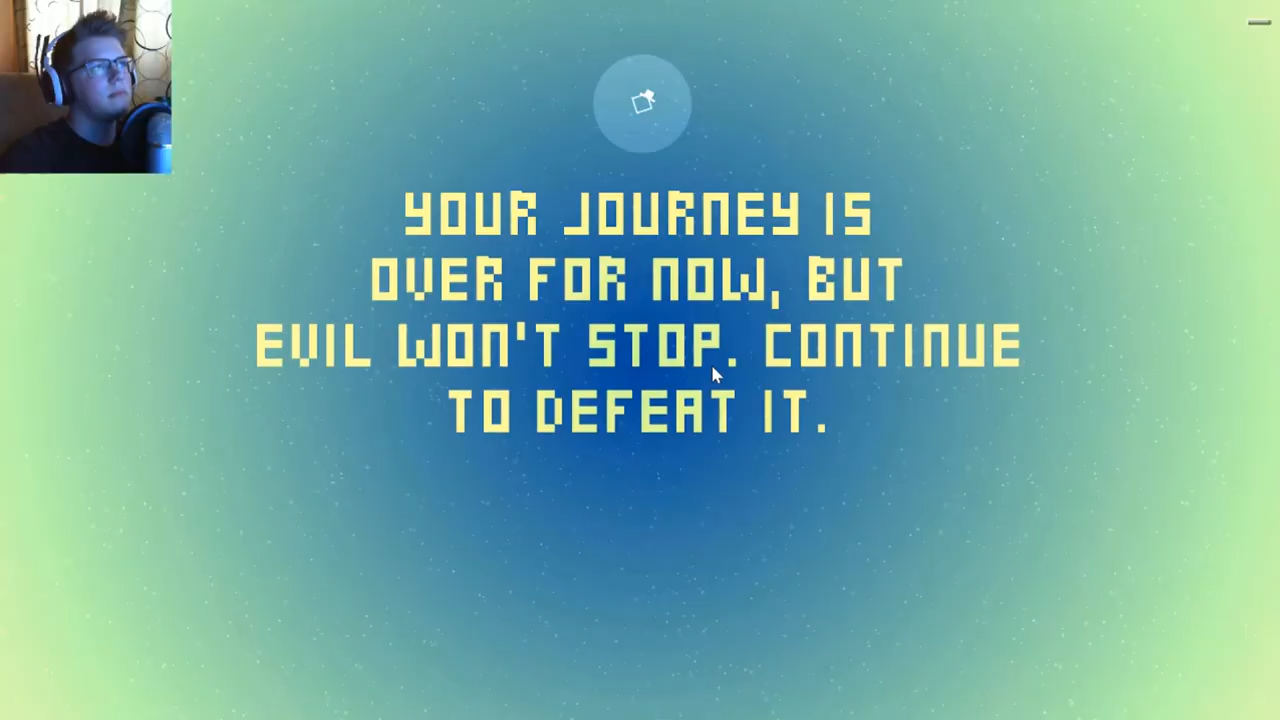 YOUR JOURNEY IS
OVER FOR NOW, BUT
EVIL WON'T STOP. CONTINUE
TO DEFEAT IT.